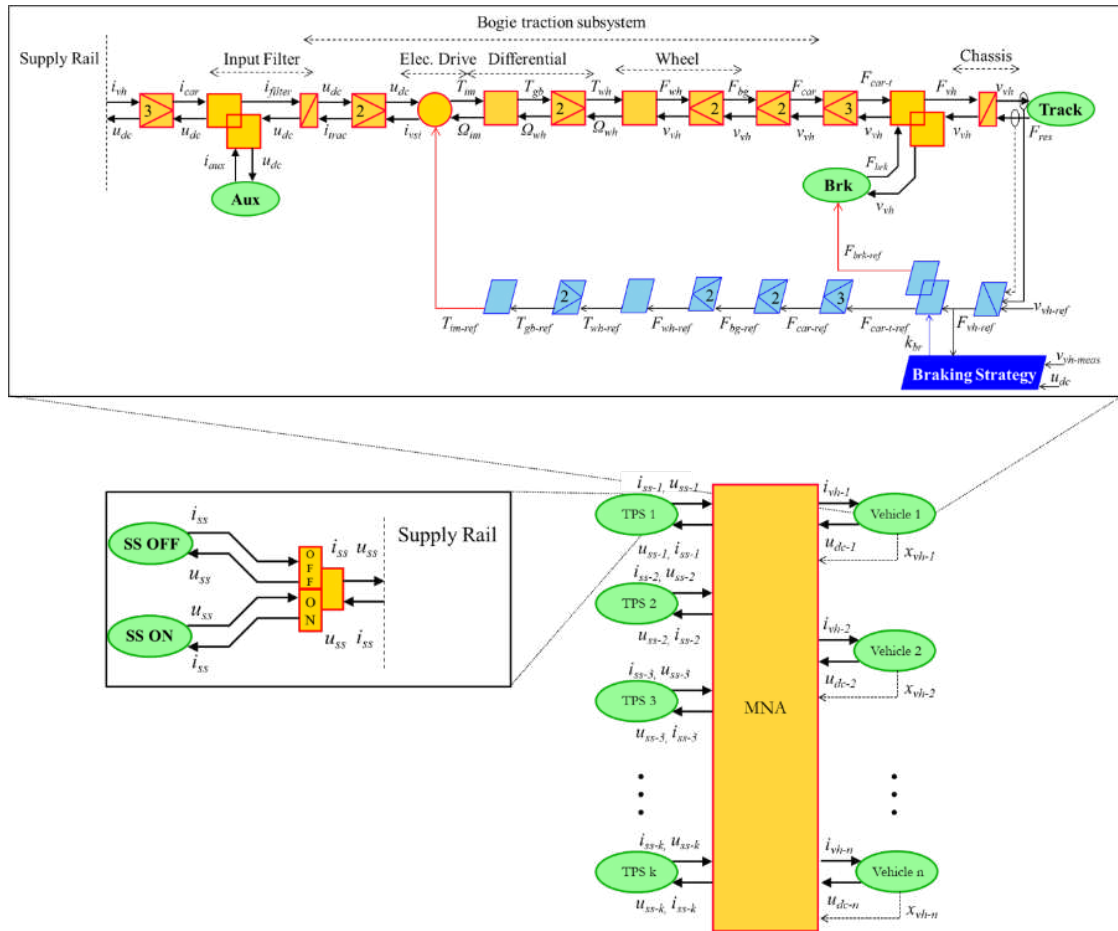 Bogie traction subsystem
Supply Rail
Input Filter
Elec. Drive
Differential
Wheel
Chassis
i_vh
i_car
i_filter
u_dc
u_dc
T_im
T_gb
T_wh
F_wh
F_bg
F_car
F_car-t
F_vh
v_vh
3
2
2
2
2
3
Track
u_dc
u_dc
u_dc
i_trac
i_vsi
Ω_im
Ω_wh
Ω_wh
v_vh
v_vh
v_vh
v_vh
v_vh
v_vh
F_res
i_aux
u_dc
Aux
F_brk
Brk
v_vh
F_brk-ref
2
2
2
3
v_vh-ref
T_im-ref
T_gb-ref
T_wh-ref
F_wh-ref
F_bg-ref
F_car-ref
F_car-t-ref
F_vh-ref
k_br
Braking Strategy
v_vh-meas
u_dc
i_ss
SS OFF
u_ss
O
F
F
i_ss u_ss
Supply Rail
u_ss
SS ON
i_ss
O
N
u_ss i_ss
i_ss-1, u_ss-1
TPS 1
u_ss-1, i_ss-1
i_ss-2, u_ss-2
TPS 2
u_ss-2, i_ss-2
i_ss-3, u_ss-3
TPS 3
u_ss-3, i_ss-3
i_ss-k, u_ss-k
TPS k
u_ss-k, i_ss-k
MNA
i_vh-1
Vehicle 1
u_dc-1
x_vh-1
i_vh-2
Vehicle 2
u_dc-2
x_vh-2
i_vh-n
Vehicle n
u_dc-n
x_vh-n